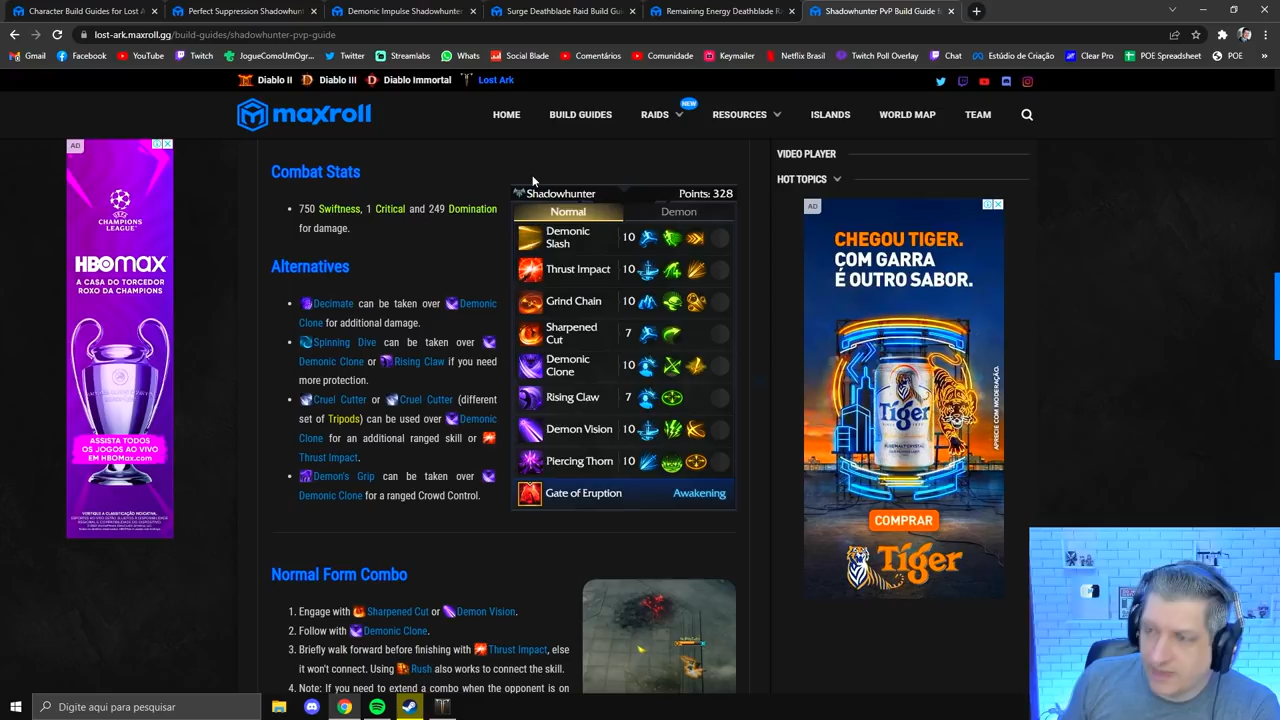 Character Builds Guides for Lost A
Perfect Suppression Shadowhunt
Demonic Impulse Shadowhunter
Surge Deathblade Raid Build Guid
Remaining Energy Deathblade R
Shadowhunter PvP Build Guide fo
lost-ark.maxroll.gg/build-guides/shadowhunter-pvp-guide
Gmail Facebook YouTube Twitch JogueComoUmOgr... Twitter Streamlabs Whats Social Blade Comentários Comunidade Keymailer Netflix Brasil Twitch Poll Overlay Chat Estúdio de Criação Clear Pro POE Spreadsheet POE
Diablo II Diablo III Diablo Immortal Lost Ark
maxroll
HOME BUILD GUIDES RAIDS NEW RESOURCES ISLANDS WORLD MAP TEAM
AD
CHAMPIONS
LEAGUE
HBOMAX
A CASA DO TORCEDOR
ROXO DA CHAMPIONS
ASSISTA TODOS
OS JOGOS AO VIVO
EM HBOMax.com
Combat Stats
750 Swiftness, 1 Critical and 249 Domination
for damage.
Alternatives
Decimate can be taken over Demonic
Clone for additional damage.
Spinning Dive can be taken over
Demonic Clone or Rising Claw if you need
more protection.
Cruel Cutter or Cruel Cutter (different
set of Tripods) can be used over Demonic
Clone for an additional ranged skill or
Thrust Impact.
Demon's Grip can be taken over
Demonic Clone for a ranged Crowd Control.
Shadowhunter Points: 328
Normal Demon
Demonic Slash 10
Thrust Impact 10
Grind Chain 10
Sharpened Cut 7
Demonic Clone 10
Rising Claw 7
Demon Vision 10
Piercing Thorn 10
Gate of Eruption Awakening
Normal Form Combo
1. Engage with Sharpened Cut or Demon Vision.
2. Follow with Demonic Clone.
3. Briefly walk forward before finishing with Thrust Impact, else
it won't connect. Using Rush also works to connect the skill.
4. Note: If you need to extend a combo when the opponent is on
VIDEO PLAYER
HOT TOPICS
AD
CHEGOU TIGER.
COM GARRA
É OUTRO SABOR.
Tiger
APRECIE COM MODERAÇÃO.
COMPRAR
Tiger
Digite aqui para pesquisar